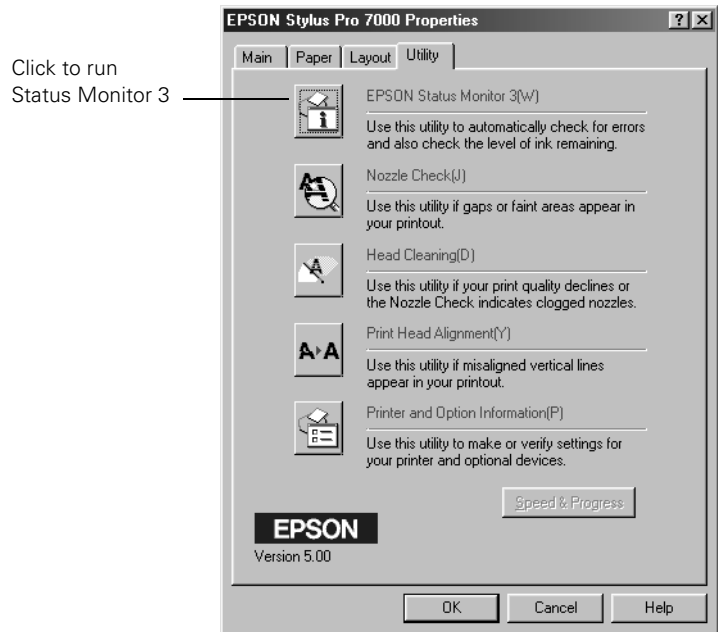 EPSON Stylus Pro 7000 Properties
? X
Main Paper Layout Utility
Click to run
Status Monitor 3
EPSON Status Monitor 3(W)
Use this utility to automatically check for errors
and also check the level of ink remaining.
Nozzle Check(J)
Use this utility if gaps or faint areas appear in
your printout.
Head Cleaning(D)
Use this utility if your print quality declines or
the Nozzle Check indicates clogged nozzles.
Print Head Alignment(Y)
A A
Use this utility if misaligned vertical lines
appear in your printout.
Printer and Option Information(P)
Use this utility to make or verify settings for
your printer and optional devices.
Speed & Progress
EPSON
Version 5.00
OK Cancel Help